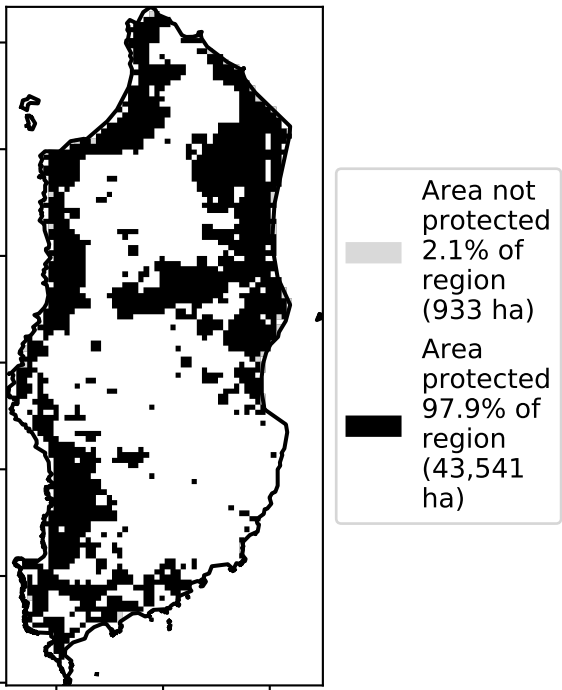 Area not
protected
2.1% of
region
(933 ha)
Area
protected
97.9% of
region
(43,541
ha)